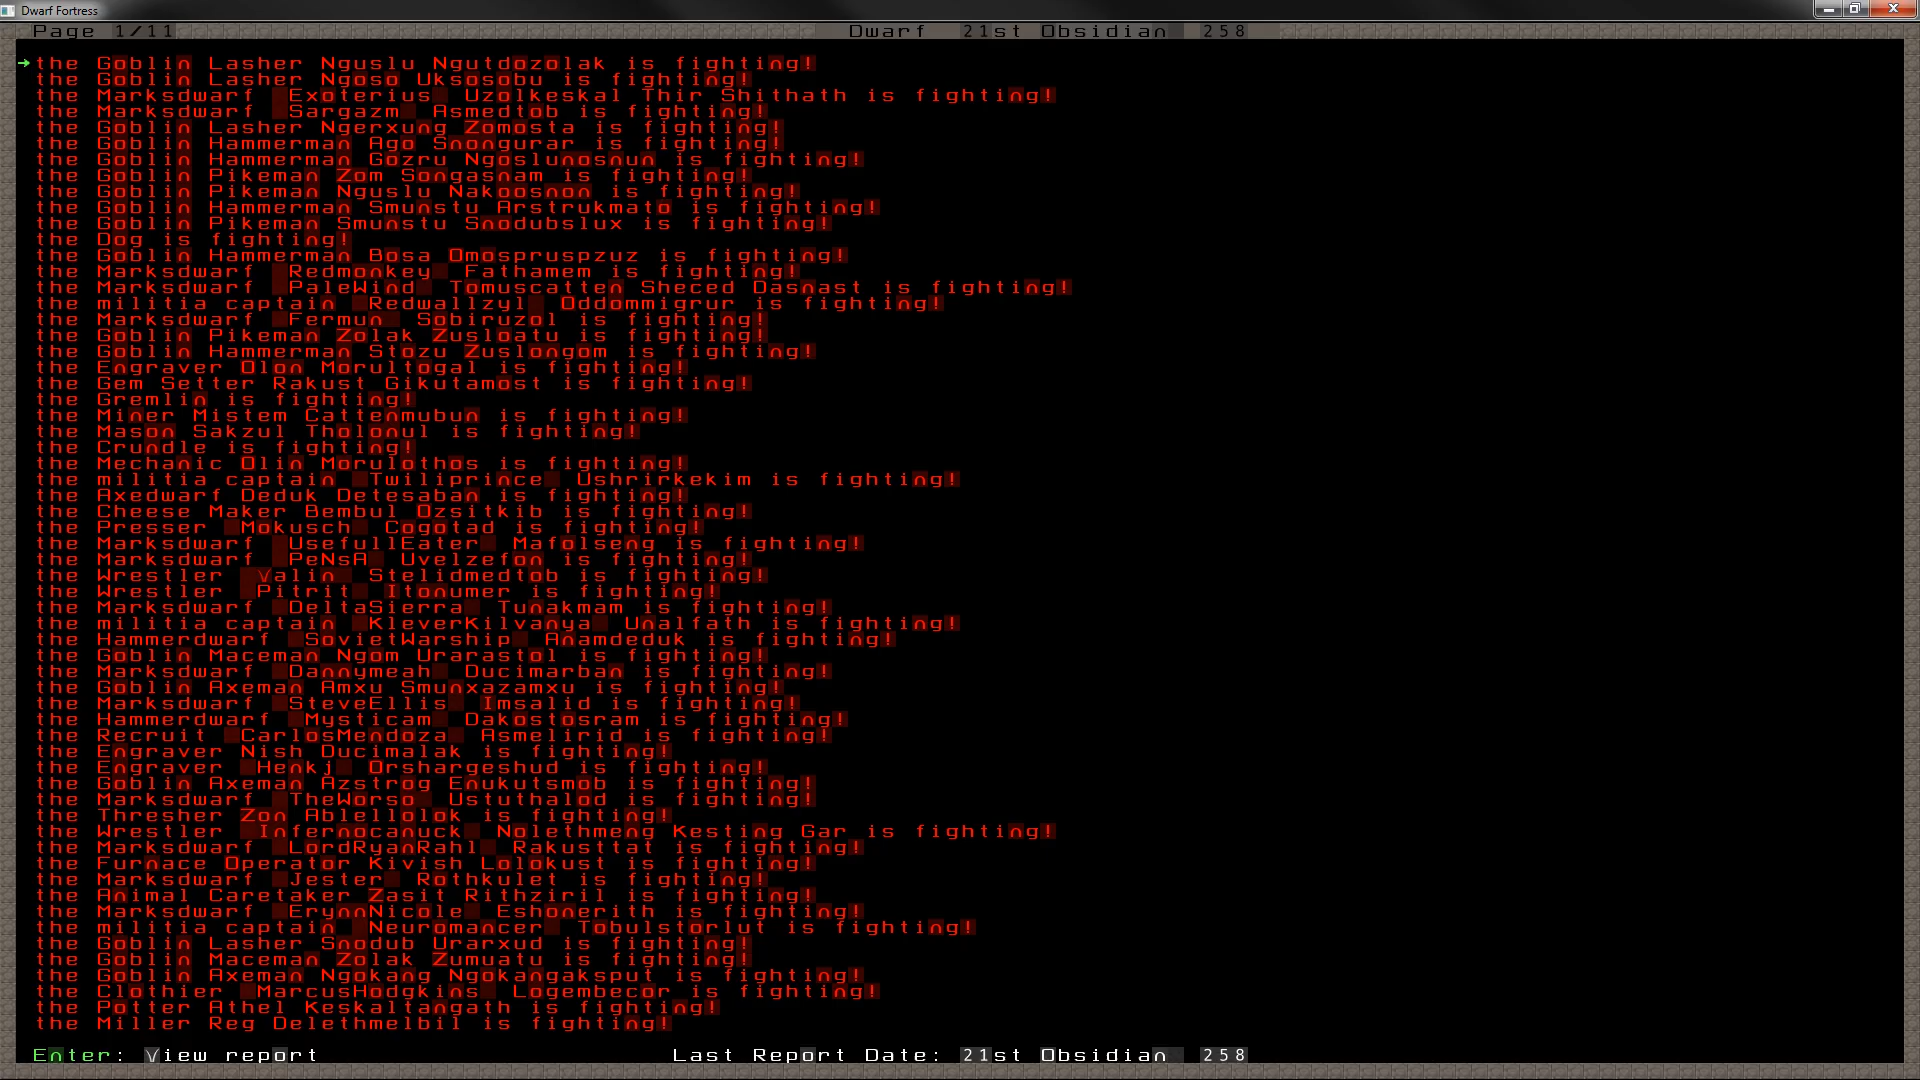 Dwarf Fortress
Page 1/11 Dwarf 21st Obsidian 258
→the Goblin Lasher Nguslu Ngutdozolak is fighting!
the Goblin Lasher Ngoso Uksosobu is fighting!
the Marksdwarf Exoterius Uzolkeskal Thir Shithath is fighting!
the Marksdwarf Sargazm Asmedtob is fighting!
the Goblin Lasher Ngerxung Zomosta is fighting!
the Goblin Hammerman Ago Snongurar is fighting!
the Goblin Hammerman Gozru Ngoslunosnun is fighting!
the Goblin Pikeman Zom Songasnam is fighting!
the Goblin Pikeman Nguslu Nakoosnon is fighting!
the Goblin Hammerman Smunstu Arstrukmato is fighting!
the Goblin Pikeman Smunstu Snodubslux is fighting!
the Dog is fighting!
the Goblin Hammerman Bosa Omospruspzuz is fighting!
the Marksdwarf Redmonkey Fathamem is fighting!
the Marksdwarf PaleWind Tomuscatten Sheced Dasnast is fighting!
the militia captain Redwallzyl Oddommigrur is fighting!
the Marksdwarf Fermun Sobiruzol is fighting!
the Goblin Pikeman Zolak Zusloatu is fighting!
the Goblin Hammerman Stozu Zuslongom is fighting!
the Engraver Olon Morultogal is fighting!
the Gem Setter Rakust Gikutamost is fighting!
the Gremlin is fighting!
the Miner Mistem Cattenmubun is fighting!
the Mason Sakzul Tholonul is fighting!
the Crundle is fighting!
the Mechanic Olin Morulothos is fighting!
the militia captain Twiliprince Ushrirkekim is fighting!
the Axedwarf Deduk Detesaban is fighting!
the Cheese Maker Bembul Ozsitkib is fighting!
the Presser Mokusch Cogotad is fighting!
the Marksdwarf UsefullEater Mafolseng is fighting!
the Marksdwarf PeNsA Uvelzefon is fighting!
the Wrestler Valin Stelidmedtob is fighting!
the Wrestler Pitrit Itonumer is fighting!
the Marksdwarf DeltaSierra Tunakmam is fighting!
the militia captain KleverKilvanya Unalfath is fighting!
the Hammerdwarf SovietWarship Anamdeduk is fighting!
the Goblin Maceman Ngom Urarastol is fighting!
the Marksdwarf Dannymeah Ducimarban is fighting!
the Goblin Axeman Amxu Smunxazamxu is fighting!
the Marksdwarf SteveEllis Imsalid is fighting!
the Hammerdwarf Mysticam Dakostosram is fighting!
the Recruit CarlosMendoza Asmelirid is fighting!
the Engraver Nish Ducimalak is fighting!
the Engraver Henkj Orshargeshud is fighting!
the Goblin Axeman Azstrog Enukutsmob is fighting!
the Marksdwarf TheWorso Ustuthalod is fighting!
the Thresher Zon Ablellolok is fighting!
the Wrestler Infernocanuck Nolethmeng Kesting Gar is fighting!
the Marksdwarf LordRyanRahl Rakusttat is fighting!
the Furnace Operator Kivish Lolokust is fighting!
the Marksdwarf Jester Rothkulet is fighting!
the Animal Caretaker Zasit Rithziril is fighting!
the Marksdwarf ErynnNicole Eshonerith is fighting!
the militia captain Neuromancer Tobulstorlut is fighting!
the Goblin Lasher Snodub Urarxud is fighting!
the Goblin Maceman Zolak Zumuatu is fighting!
the Goblin Axeman Ngokang Ngokangaksput is fighting!
the Clothier MarcusHodgkins Logembecor is fighting!
the Potter Athel Keskaltangath is fighting!
the Miller Reg Delethmelbil is fighting!
Enter: View report Last Report Date: 21st Obsidian 258